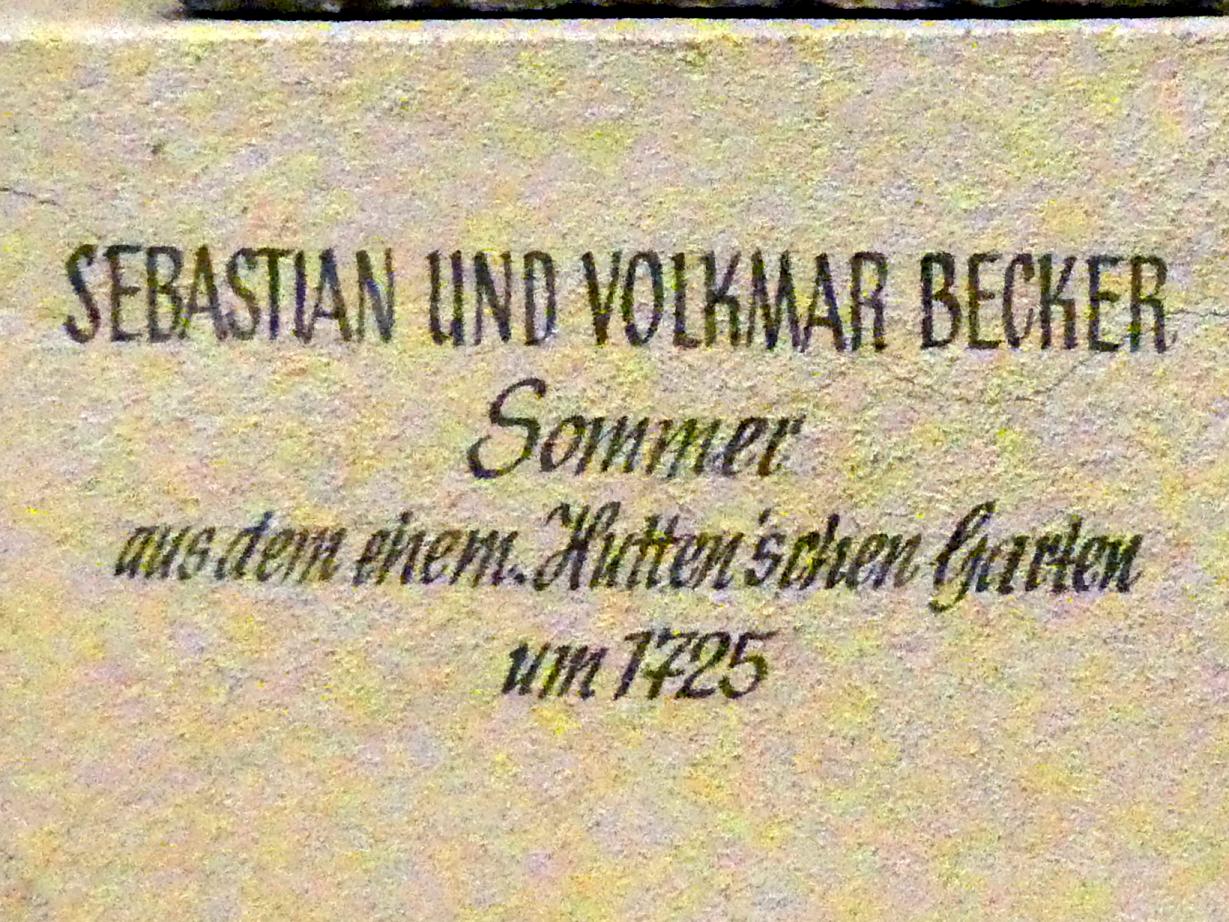 SEBASTIAN UND VOLKMAR BECKER
Sommer
aus dem ehem. Hutten'schen Garten
um 1725